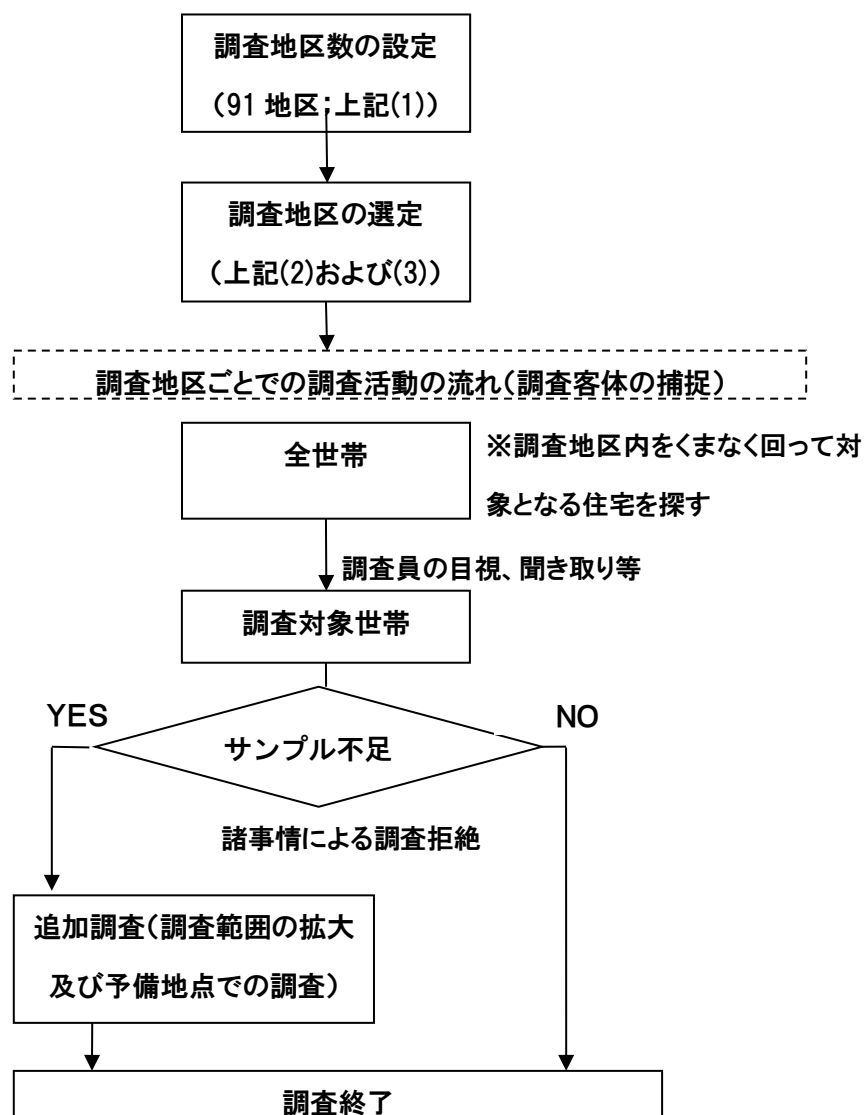 調査地区数の設定
（91 地区；上記(1)）
調査地区の選定
（上記(2)および(3)）
調査地区ごとでの調査活動の流れ（調査客体の捕捉）
全世帯
※調査地区内をくまなく回って対
象となる住宅を探す
調査員の目視、聞き取り等
調査対象世帯
YES
NO
サンプル不足
諸事情による調査拒絶
追加調査（調査範囲の拡大
及び予備地点での調査）
調査終了